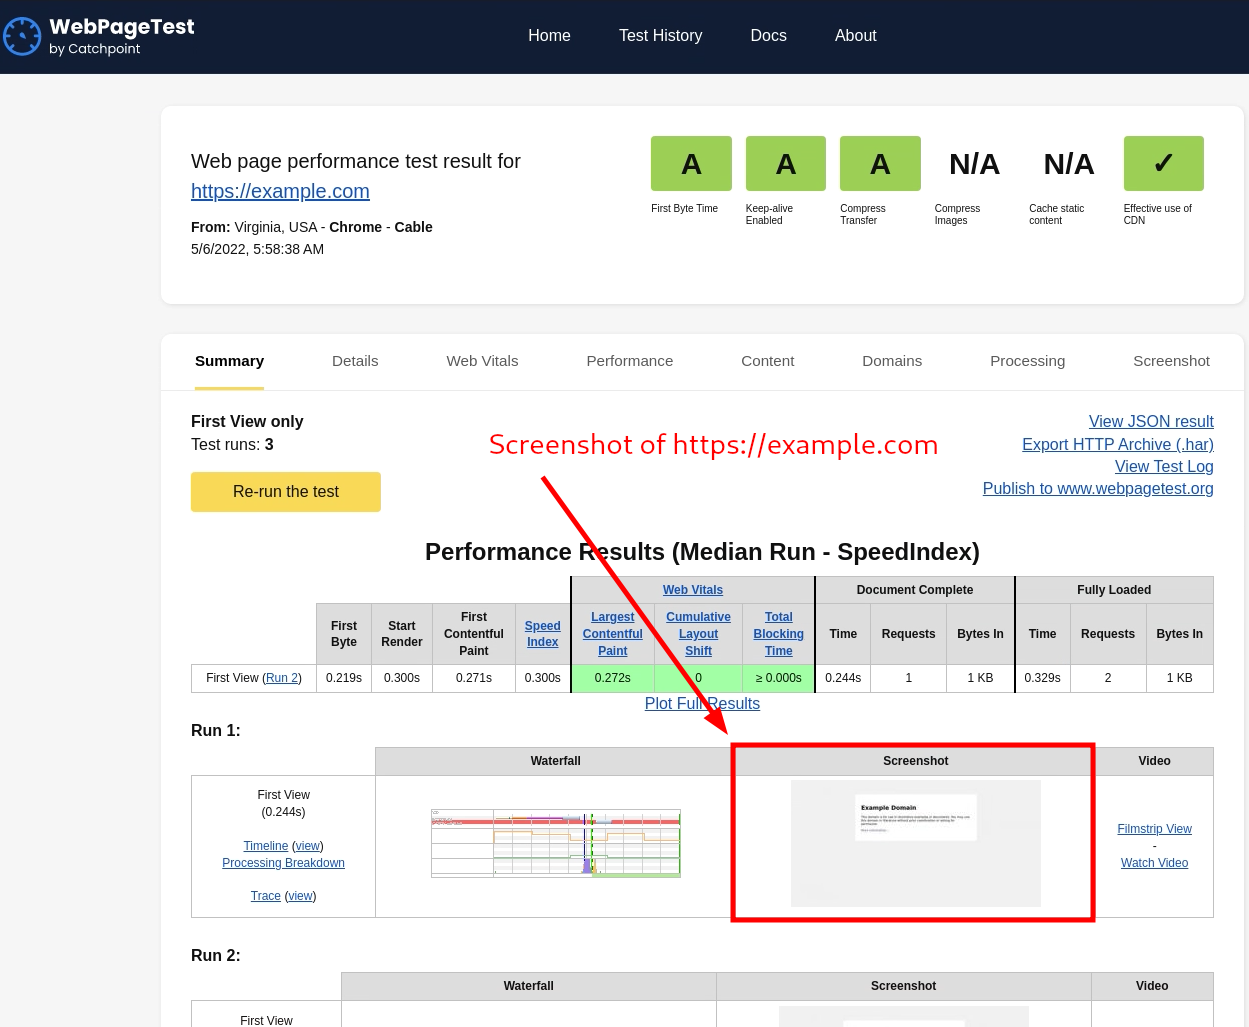 WebPageTest
by Catchpoint
Home Test History Docs About
Web page performance test result for
https://example.com
From: Virginia, USA - Chrome - Cable
5/6/2022, 5:58:38 AM
A A A N/A N/A ✓
First Byte Time Keep-alive Enabled Compress Transfer Compress Images Cache static content Effective use of CDN
Summary Details Web Vitals Performance Content Domains Processing Screenshot
First View only
Test runs: 3
Re-run the test
Screenshot of https://example.com
View JSON result
Export HTTP Archive (.har)
View Test Log
Publish to www.webpagetest.org
Performance Results (Median Run - SpeedIndex)
Web Vitals Document Complete Fully Loaded
First Byte Start Render First Contentful Paint Speed Index Largest Contentful Paint Cumulative Layout Shift Total Blocking Time Time Requests Bytes In Time Requests Bytes In
First View (Run 2) 0.219s 0.300s 0.271s 0.300s 0.272s 0 ≥ 0.000s 0.244s 1 1 KB 0.329s 2 1 KB
Plot Full Results
Run 1:
Waterfall Screenshot Video
First View
(0.244s)
Timeline (view)
Processing Breakdown
Trace (view)
Example Domain
Filmstrip View
-
Watch Video
Run 2:
Waterfall Screenshot Video
First View